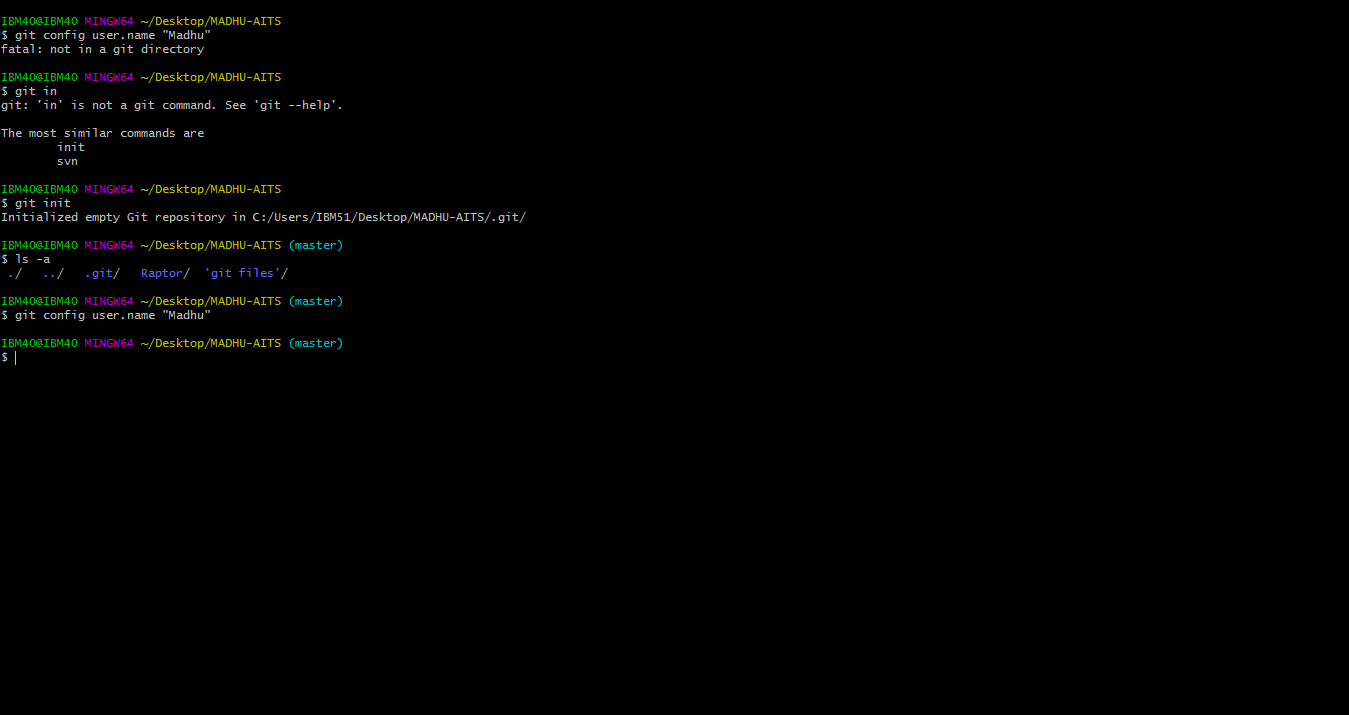 IBM40@IBM40 MINGW64 ~/Desktop/MADHU-AITS
$ git config user.name "Madhu"
fatal: not in a git directory
IBM40@IBM40 MINGW64 ~/Desktop/MADHU-AITS
$ git in
git: 'in' is not a git command. See 'git --help'.
The most similar commands are
init
svn
IBM40@IBM40 MINGW64 ~/Desktop/MADHU-AITS
$ git init
Initialized empty Git repository in C:/Users/IBM51/Desktop/MADHU-AITS/.git/
IBM40@IBM40 MINGW64 ~/Desktop/MADHU-AITS (master)
$ ls -a
./ ../ .git/ Raptor/ 'git files'/
IBM40@IBM40 MINGW64 ~/Desktop/MADHU-AITS (master)
$ git config user.name "Madhu"
IBM40@IBM40 MINGW64 ~/Desktop/MADHU-AITS (master)
$